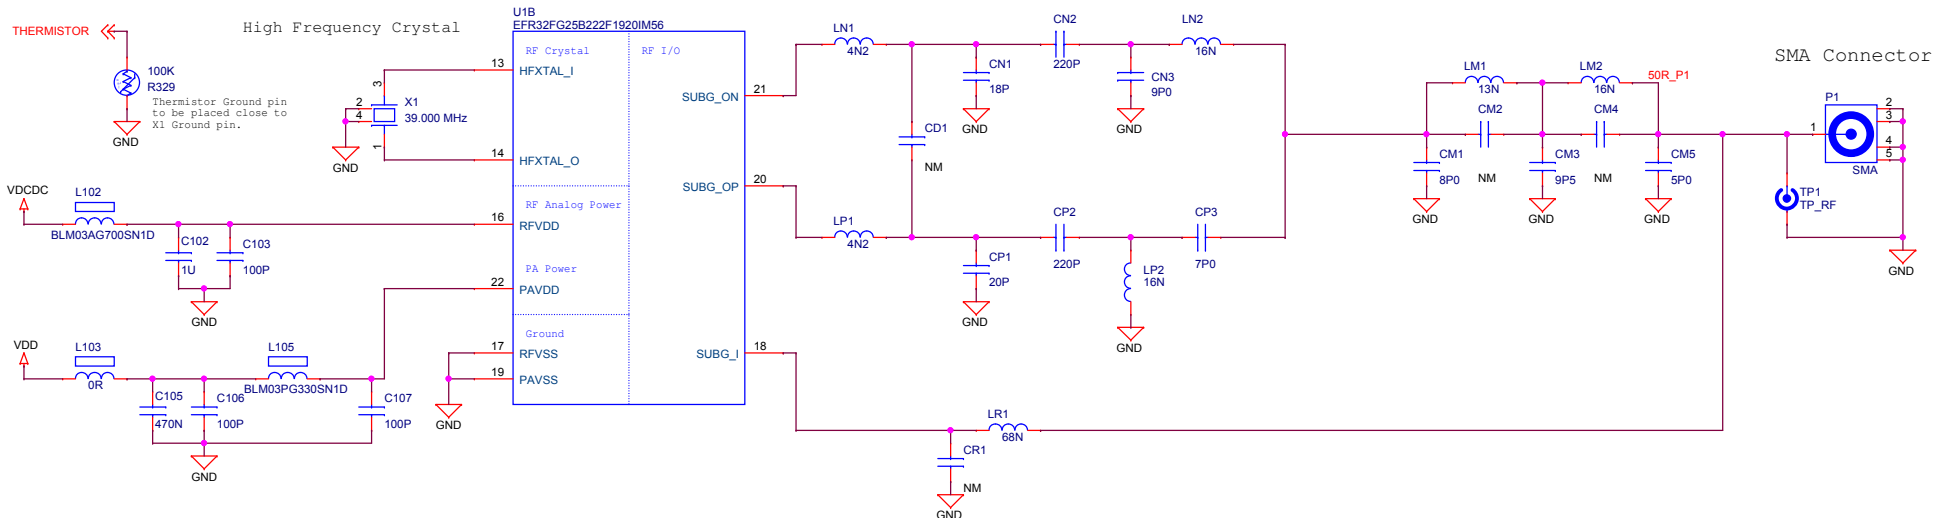 THERMISTOR
100K
R329
Thermistor Ground pin
to be placed close to
X1 Ground pin.
GND
High Frequency Crystal
3
2
4
1
X1
39.000 MHz
GND
U1B
EFR32FG25B222F1920IM56
RF Crystal
RF I/O
13
HFXTAL_I
14
HFXTAL_O
RF Analog Power
16
RFVDD
PA Power
22
PAVDD
Ground
17
RFVSS
19
PAVSS
GND
SUBG_ON
21
SUBG_OP
20
SUBG_I
18
VDCDC
L102
BLM03AG700SN1D
C102
1U
C103
100P
GND
VDD
L103
0R
L105
BLM03PG330SN1D
C105
470N
C106
100P
C107
100P
GND
LN1
4N2
CN1
18P
GND
CN2
220P
CN3
9P0
GND
LN2
16N
CD1
NM
LP1
4N2
CP1
20P
GND
CP2
220P
LP2
16N
GND
CP3
7P0
LR1
68N
CR1
NM
GND
LM1
13N
LM2
16N
50R_P1
CM2
NM
CM4
NM
CM1
8P0
GND
CM3
9P5
GND
CM5
5P0
GND
SMA Connector
P1
1
2
3
4
5
SMA
TP1
TP_RF
GND